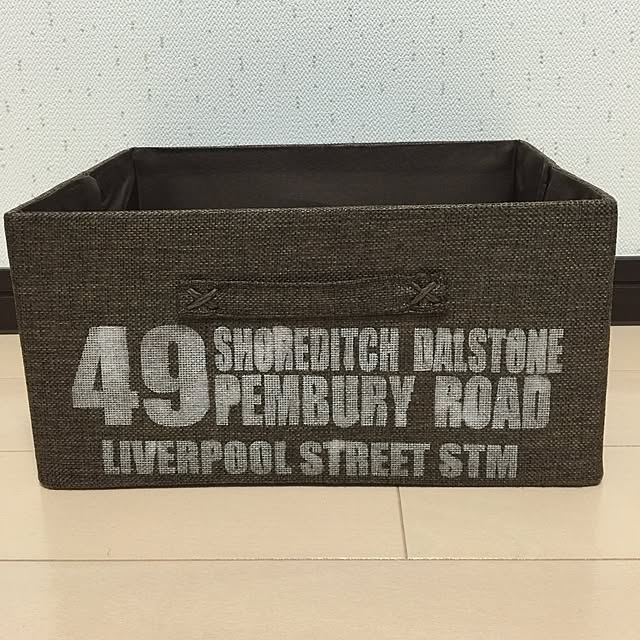 49 SHOREDITCH DALSTONE
PEMBURY ROAD
LIVERPOOL STREET STM